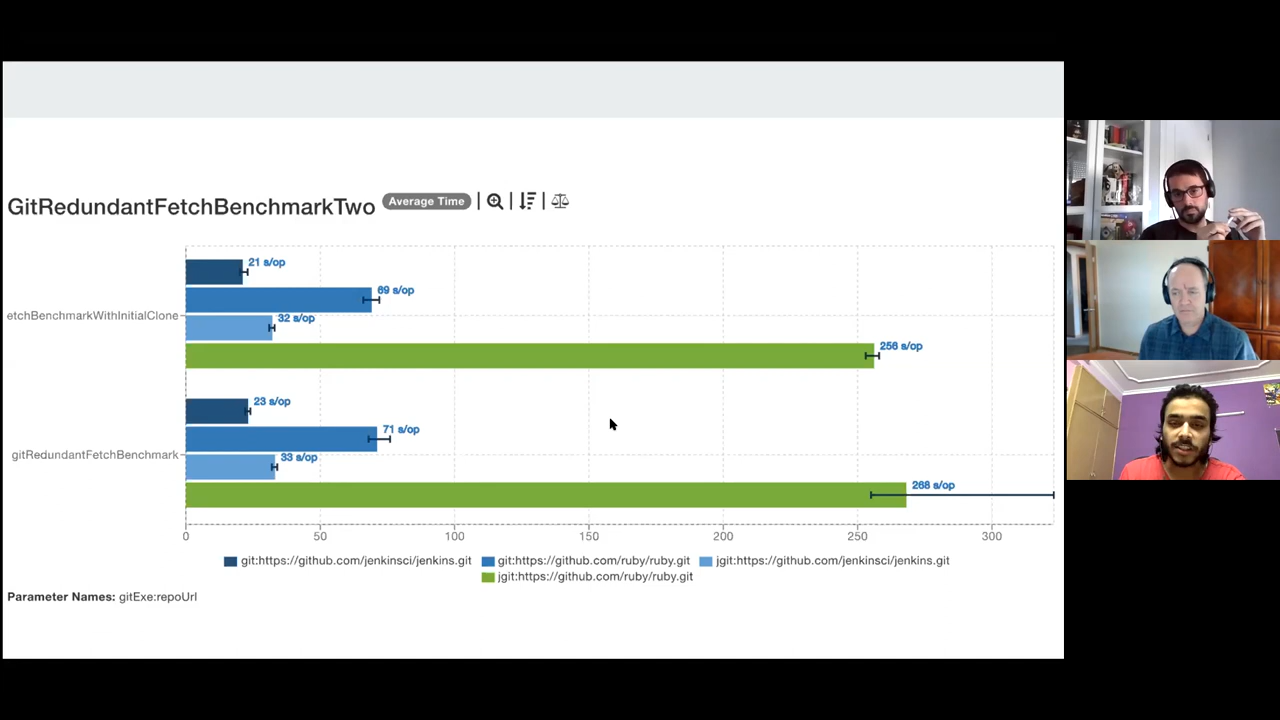 GitRedundantFetchBenchmarkTwo Average Time
21 s/op
69 s/op
etchBenchmarkWithInitialClone
32 s/op
256 s/op
23 s/op
71 s/op
gitRedundantFetchBenchmark
33 s/op
268 s/op
0 50 100 150 200 250 300
git:https://github.com/jenkinsci/jenkins.git git:https://github.com/ruby/ruby.git jgit:https://github.com/jenkinsci/jenkins.git
jgit:https://github.com/ruby/ruby.git
Parameter Names: gitExe:repoUrl